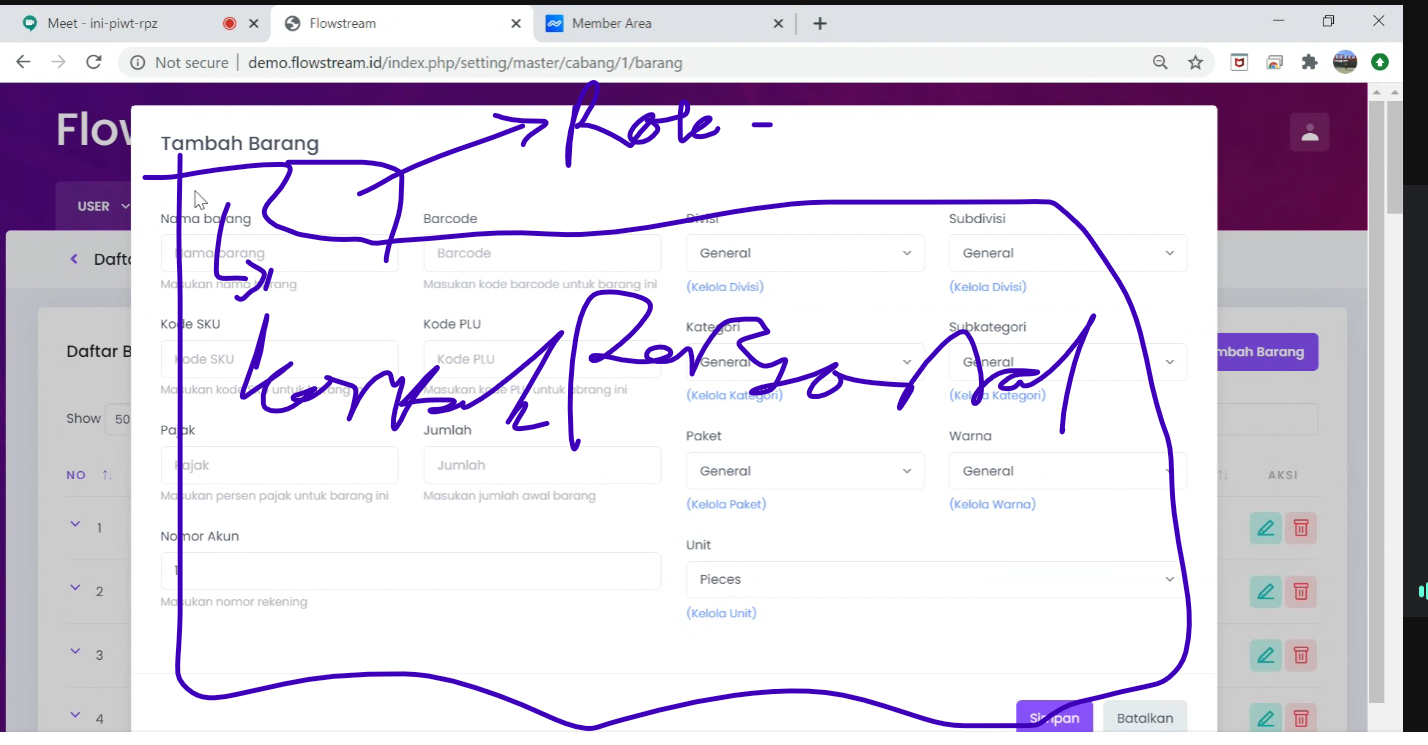 Meet - ini-piwt-rpz
Flowstream
Member Area
Not secure | demo.flowstream.id/index.php/setting/master/cabang/1/barang
Flow
USER
Tambah Barang
Role -
Nama barang
Barcode
Divisi
Subdivisi
Nama barang
Barcode
General
General
Masukan nama barang
Masukan kode barcode untuk barang ini
(Kelola Divisi)
(Kelola Divisi)
Daft
Kode SKU
Kode PLU
Kategori
Subkategori
Kode SKU
Kode PLU
General
General
Masukan kode untuk barang
Masukan kode PLU untuk abrang ini
(Kelola Kategori)
(Kelola Kategori)
Personal
Daftar B
mbah Barang
Show 50
Pajak
Jumlah
Paket
Warna
Pajak
Jumlah
General
General
Masukan persen pajak untuk barang ini
Masukan jumlah awal barang
(Kelola Paket)
(Kelola Warna)
NO
AKSI
Nomor Akun
Unit
1
Pieces
Masukan nomor rekening
(Kelola Unit)
1
2
3
4
Simpan
Batalkan